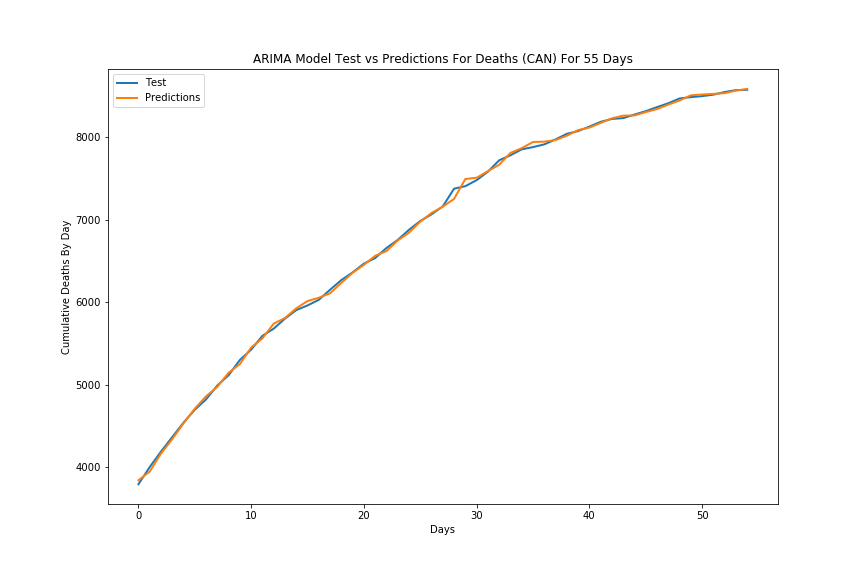 ARIMA Model Test vs Predictions For Deaths (CAN) For 55 Days
Test
Predictions
8000
7000
6000
5000
4000
Cumulative Deaths By Day
0 10 20 30 40 50
Days